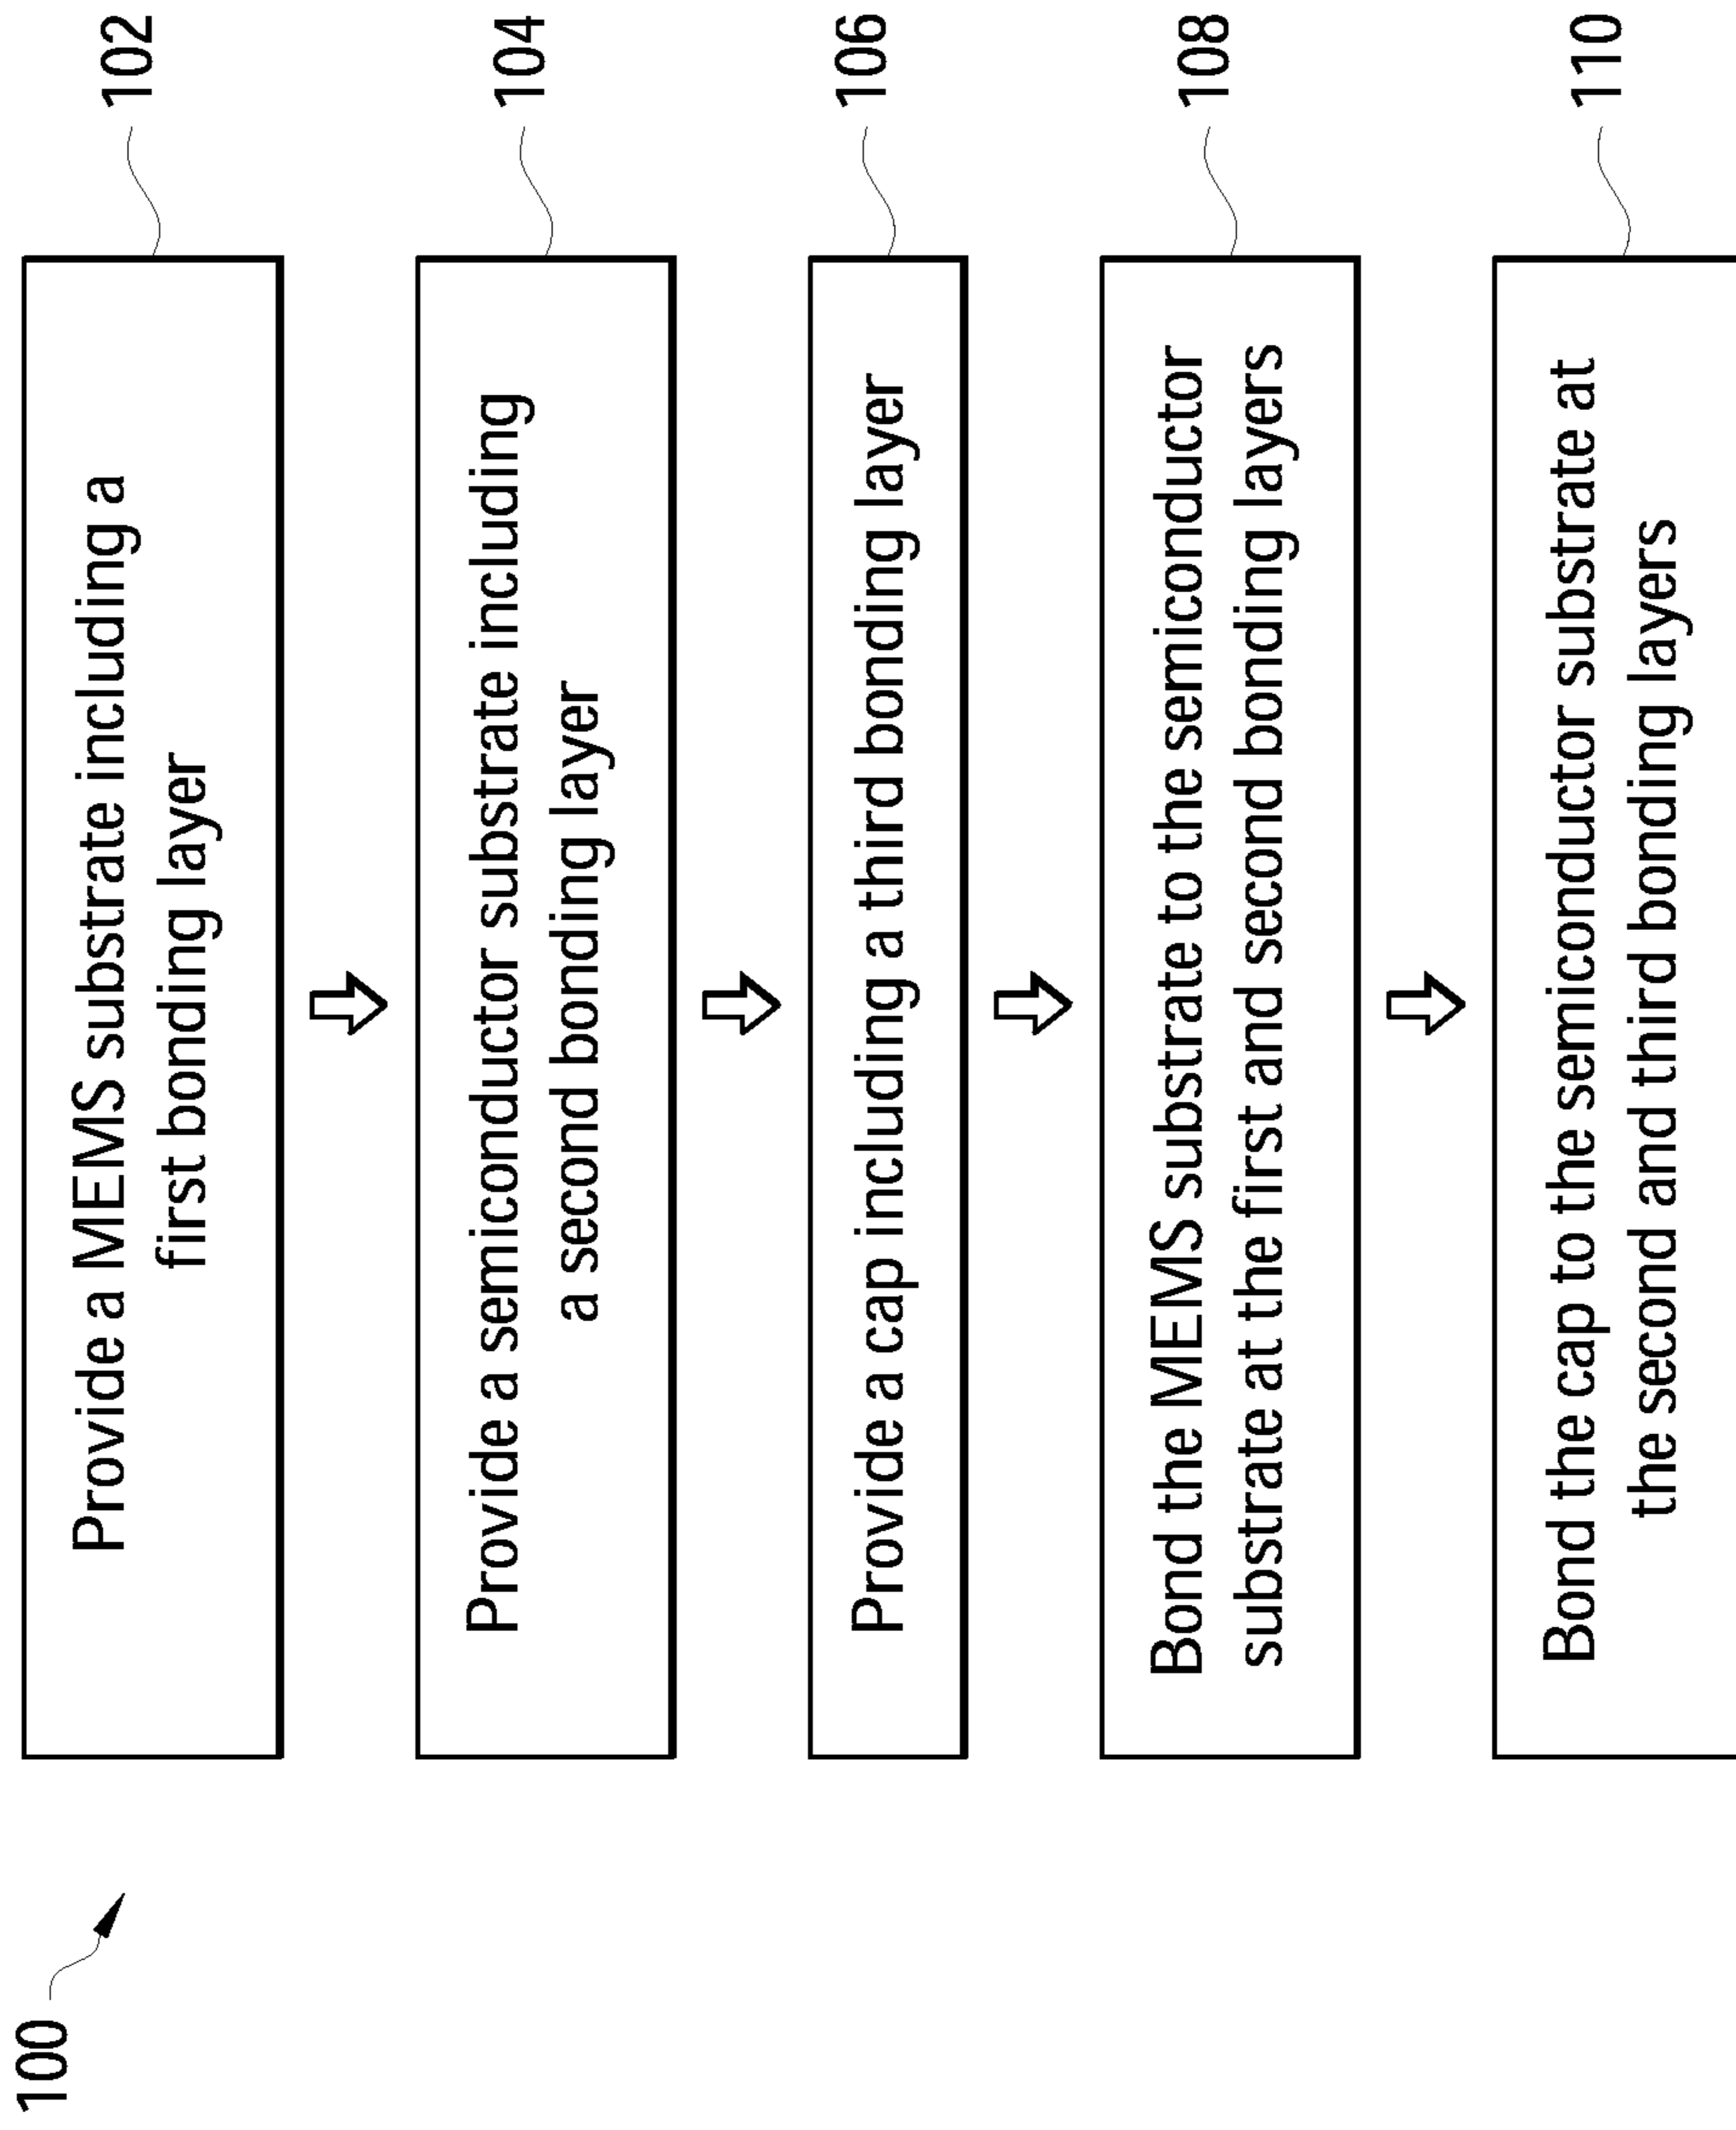 100
Provide a MEMS substrate including a
first bonding layer
102
Provide a semiconductor substrate including
a second bonding layer
104
Provide a cap including a third bonding layer
106
Bond the MEMS substrate to the semiconductor
substrate at the first and second bonding layers
108
Bond the cap to the semiconductor substrate at
the second and third bonding layers
110